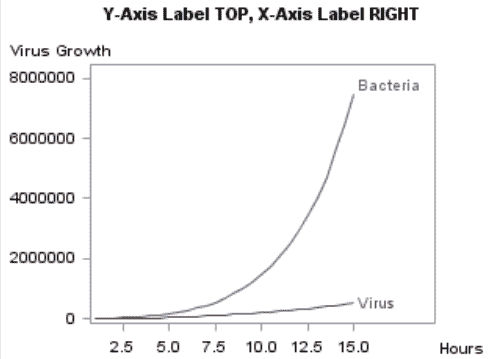 Y-Axis Label TOP, X-Axis Label RIGHT
Virus Growth
8000000
Bacteria
6000000
4000000
2000000
Virus
0
2.5 5.0 7.5 10.0 12.5 15.0 Hours